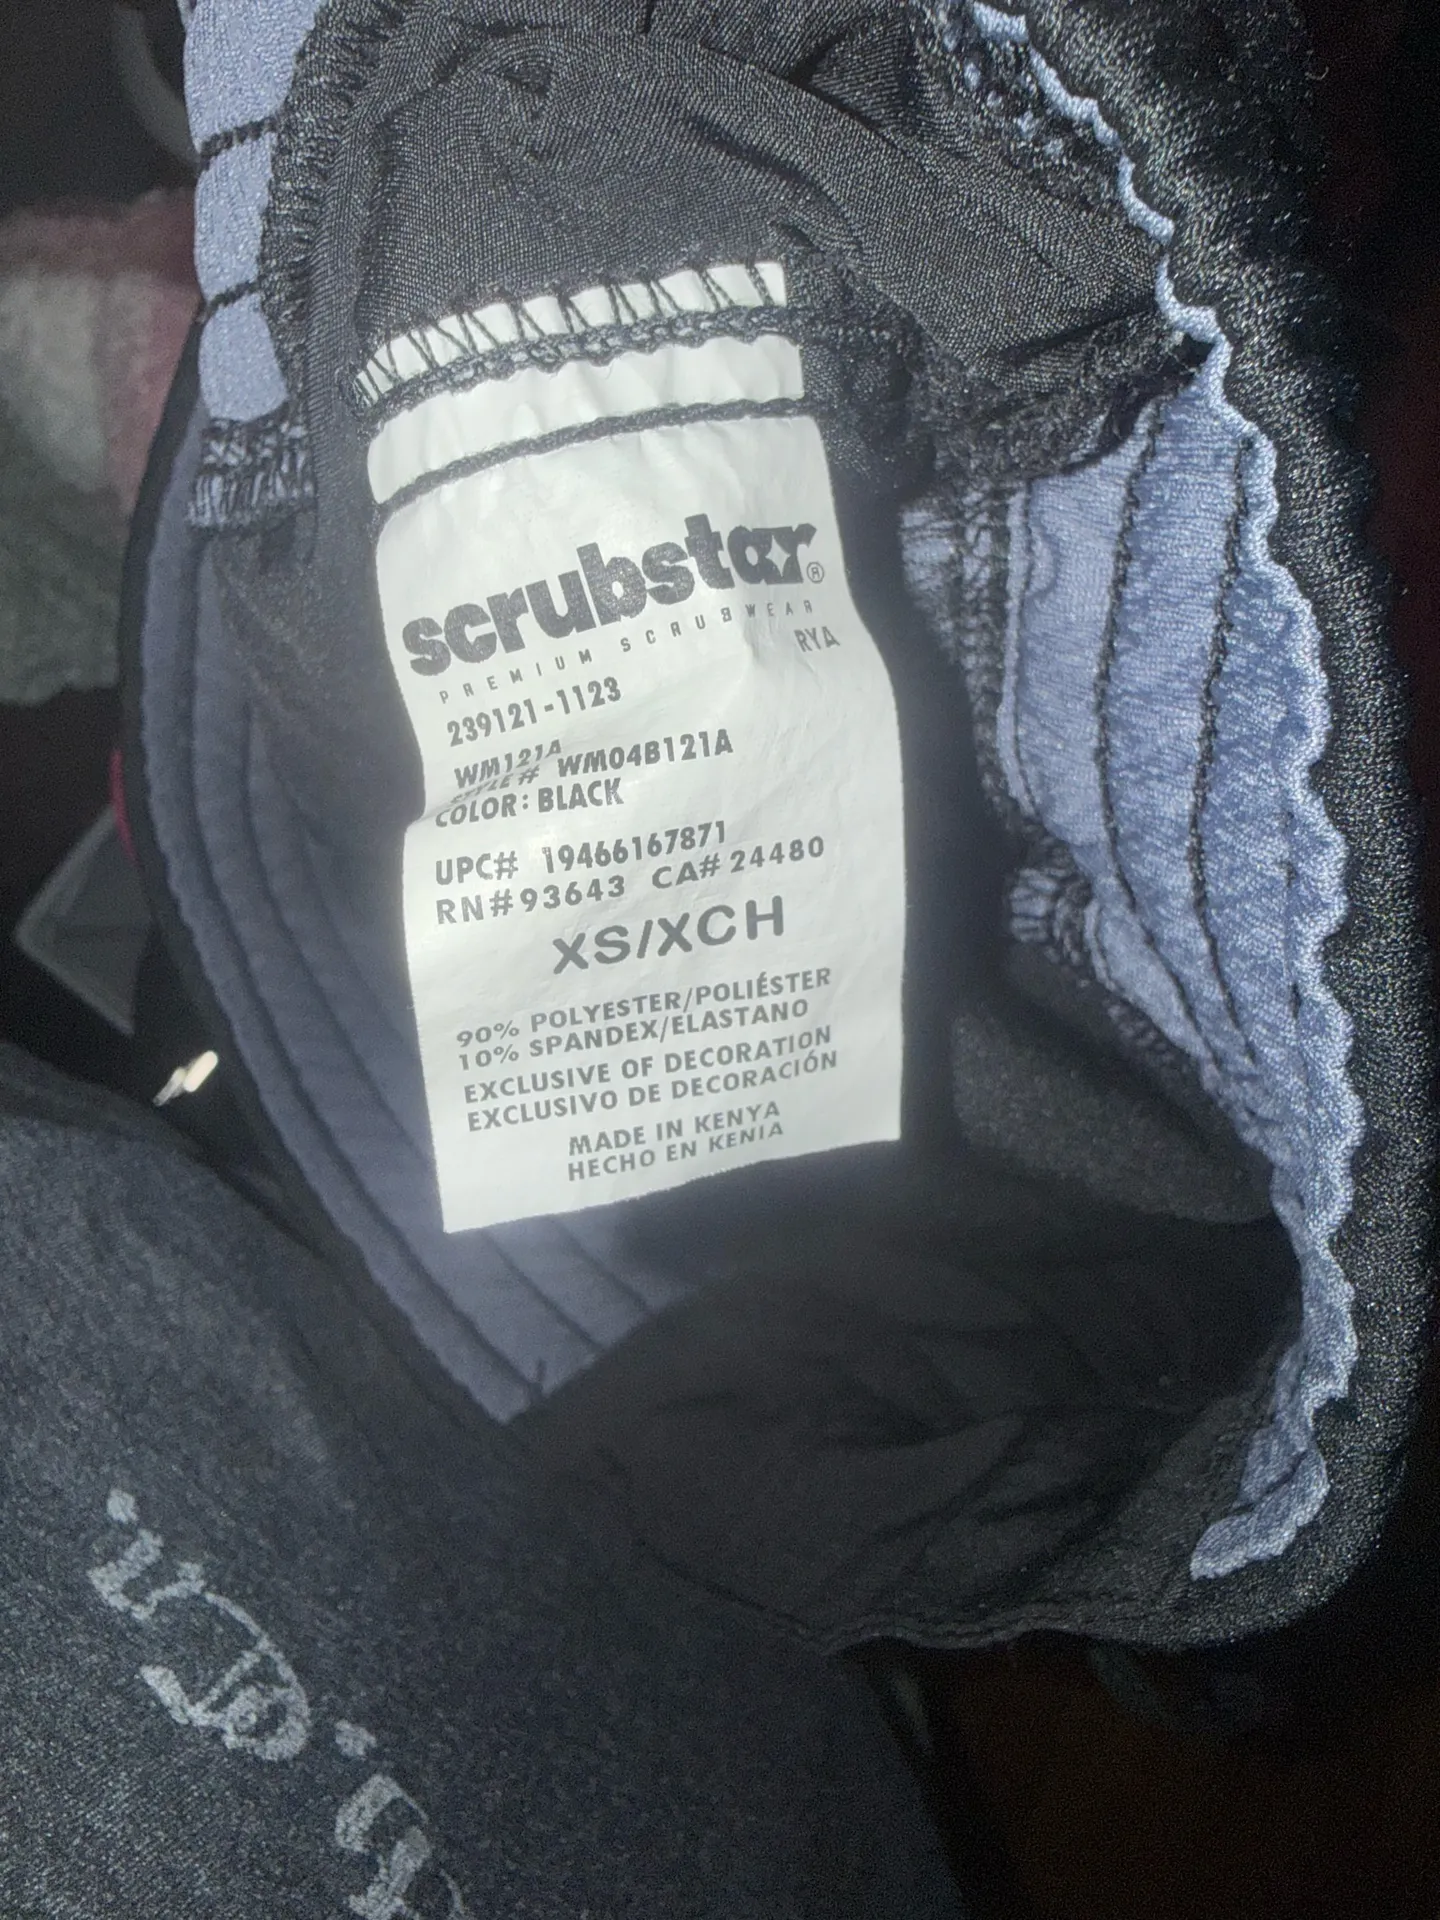 scrubstar®
PREMIUM SCRUBWEAR
RYA
239121-1123
WM121A
STYLE # WM04B121A
COLOR: BLACK
UPC# 19466167871
RN#93643 CA# 24480
XS/XCH
90% POLYESTER/POLIÉSTER
10% SPANDEX/ELASTANO
EXCLUSIVE OF DECORATION
EXCLUSIVO DE DECORACIÓN
MADE IN KENYA
HECHO EN KENIA